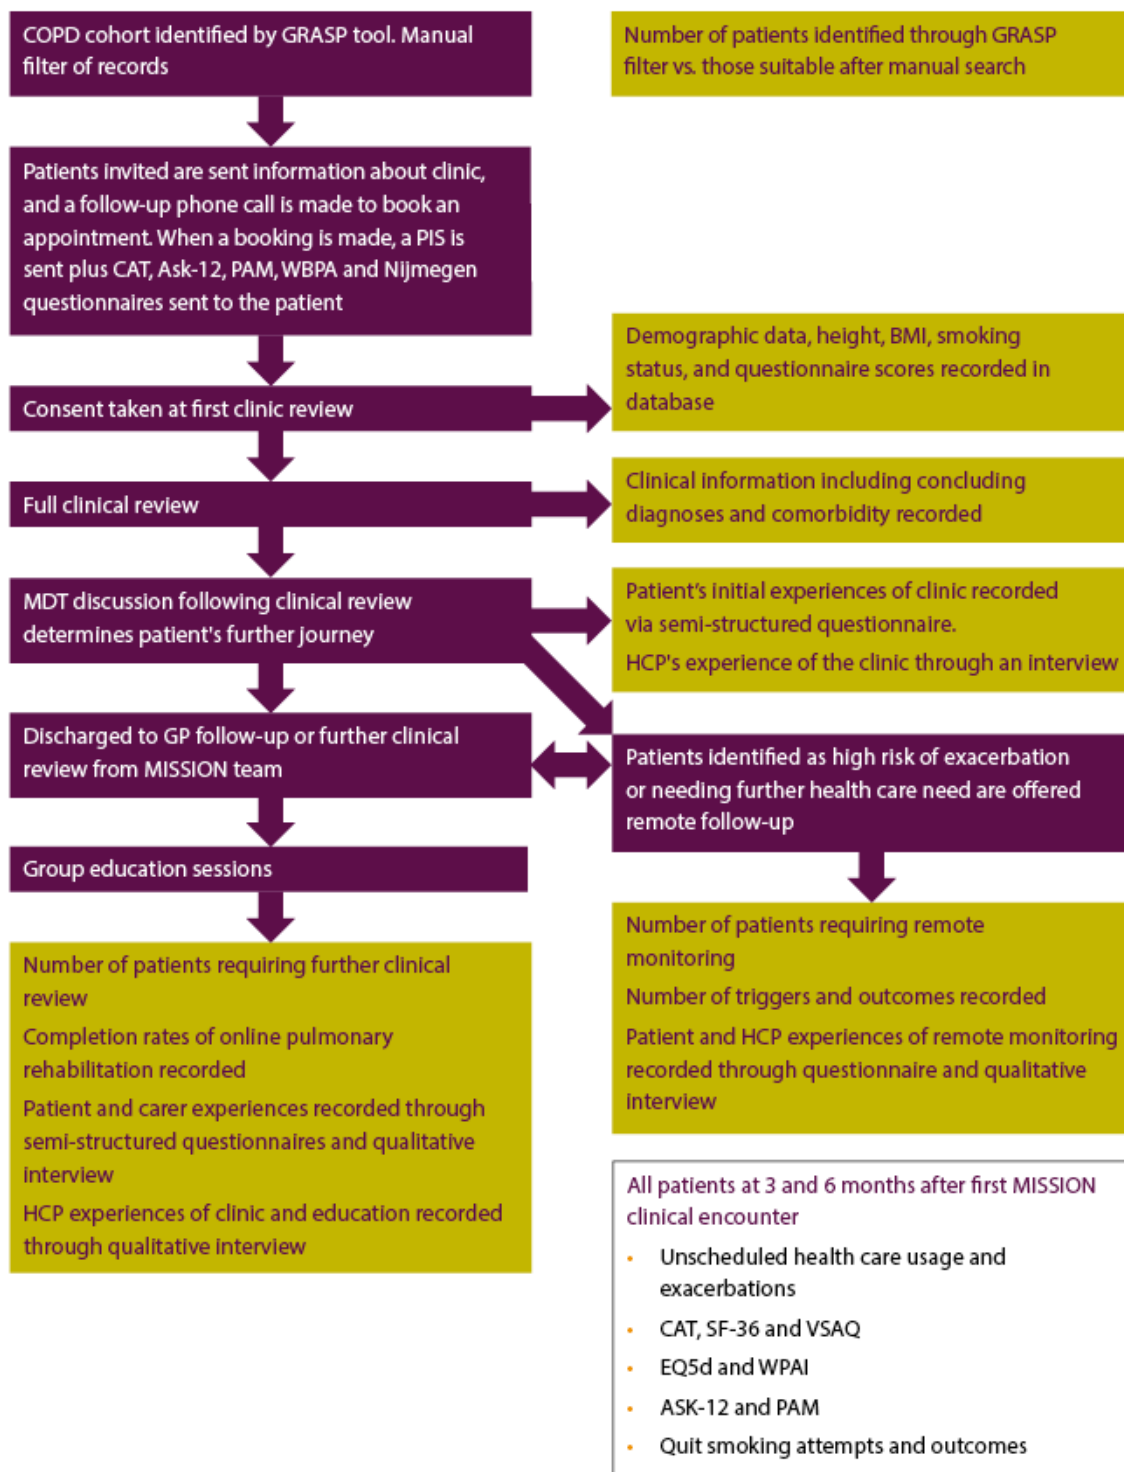 COPD cohort identified by GRASP tool. Manual
filter of records
Number of patients identified through GRASP
filter vs. those suitable after manual search
Patients invited are sent information about clinic,
and a follow-up phone call is made to book an
appointment. When a booking is made, a PIS is
sent plus CAT, Ask-12, PAM, WBPA and Nijmegen
questionnaires sent to the patient
Demographic data, height, BMI, smoking
status, and questionnaire scores recorded in
database
Consent taken at first clinic review
Clinical information including concluding
diagnoses and comorbidity recorded
Full clinical review
MDT discussion following clinical review
determines patient's further journey
Patient's initial experiences of clinic recorded
via semi-structured questionnaire.
HCP's experience of the clinic through an interview
Discharged to GP follow-up or further clinical
review from MISSION team
Patients identified as high risk of exacerbation
or needing further health care need are offered
remote follow-up
Group education sessions
Number of patients requiring further clinical
review
Completion rates of online pulmonary
rehabilitation recorded
Patient and carer experiences recorded through
semi-structured questionnaires and qualitative
interview
HCP experiences of clinic and education recorded
through qualitative interview
Number of patients requiring remote
monitoring
Number of triggers and outcomes recorded
Patient and HCP experiences of remote monitoring
recorded through questionnaire and qualitative
interview
All patients at 3 and 6 months after first MISSION
clinical encounter
• Unscheduled health care usage and
exacerbations
• CAT, SF-36 and VSAQ
• EQ5d and WPAI
• ASK-12 and PAM
• Quit smoking attempts and outcomes